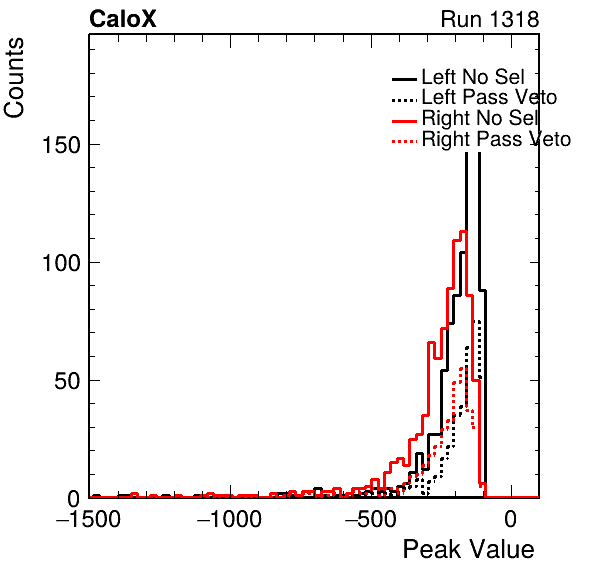 CaloX Run 1318
Counts
Left No Sel
Left Pass Veto
Right No Sel
Right Pass Veto
150
100
50
0
−1500 −1000 −500 0
Peak Value